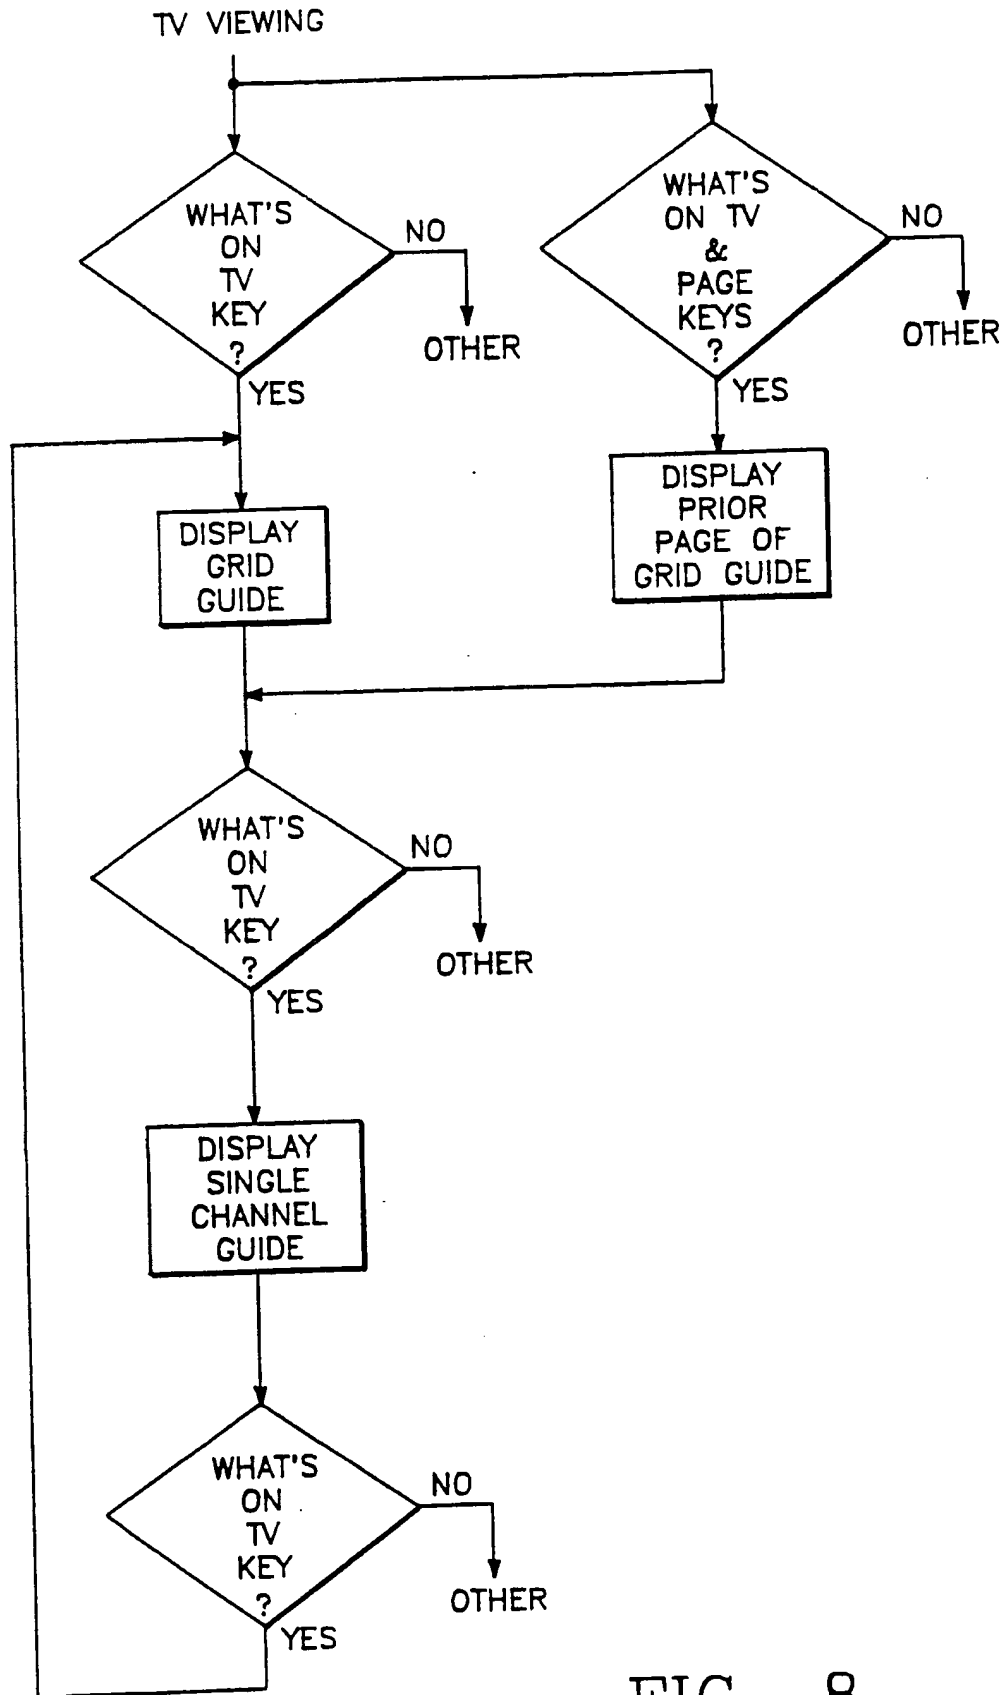 TV VIEWING
WHAT'S
ON
TV
KEY
?
NO
OTHER
YES
WHAT'S
ON TV
&
PAGE
KEYS
?
NO
OTHER
YES
DISPLAY
GRID
GUIDE
DISPLAY
PRIOR
PAGE OF
GRID GUIDE
WHAT'S
ON
TV
KEY
?
NO
OTHER
YES
DISPLAY
SINGLE
CHANNEL
GUIDE
WHAT'S
ON
TV
KEY
?
NO
OTHER
YES
FIG. 8